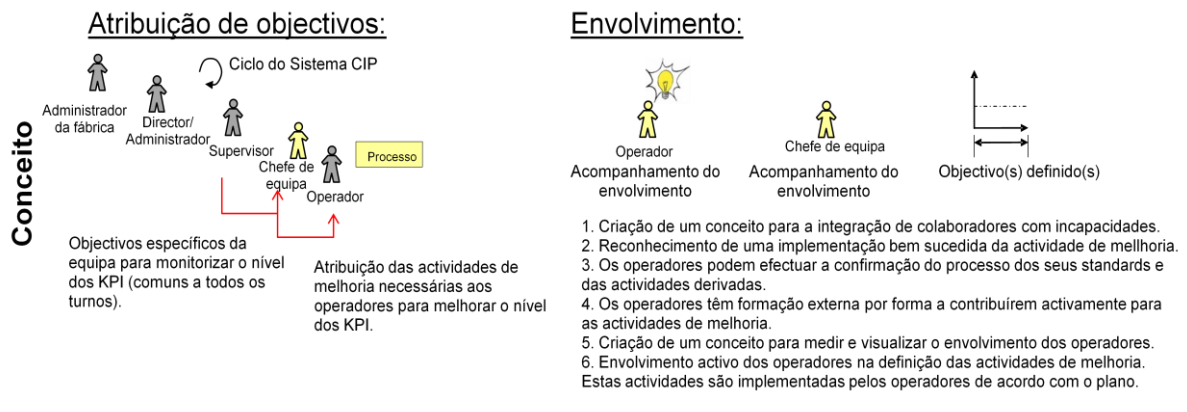 Atribuição de objectivos:
Ciclo do Sistema CIP
Administrador
da fábrica
Director/
Administrador
Supervisor
Chefe de
equipa
Operador
Processo
Conceito
Objectivos específicos da
equipa para monitorizar o nível
dos KPI (comuns a todos os
turnos).
Atribuição das actividades de
melhoria necessárias aos
operadores para melhorar o nível
dos KPI.
Envolvimento:
Operador
Acompanhamento do
envolvimento
Chefe de equipa
Acompanhamento do
envolvimento
Objectivo(s) definido(s)
1. Criação de um conceito para a integração de colaboradores com incapacidades.
2. Reconhecimento de uma implementação bem sucedida da actividade de mellhoria.
3. Os operadores podem efectuar a confirmação do processo dos seus standards e
das actividades derivadas.
4. Os operadores têm formação externa por forma a contribuírem activamente para
as actividades de melhoria.
5. Criação de um conceito para medir e visualizar o envolvimento dos operadores.
6. Envolvimento activo dos operadores na definição das actividades de melhoria.
Estas actividades são implementadas pelos operadores de acordo com o plano.